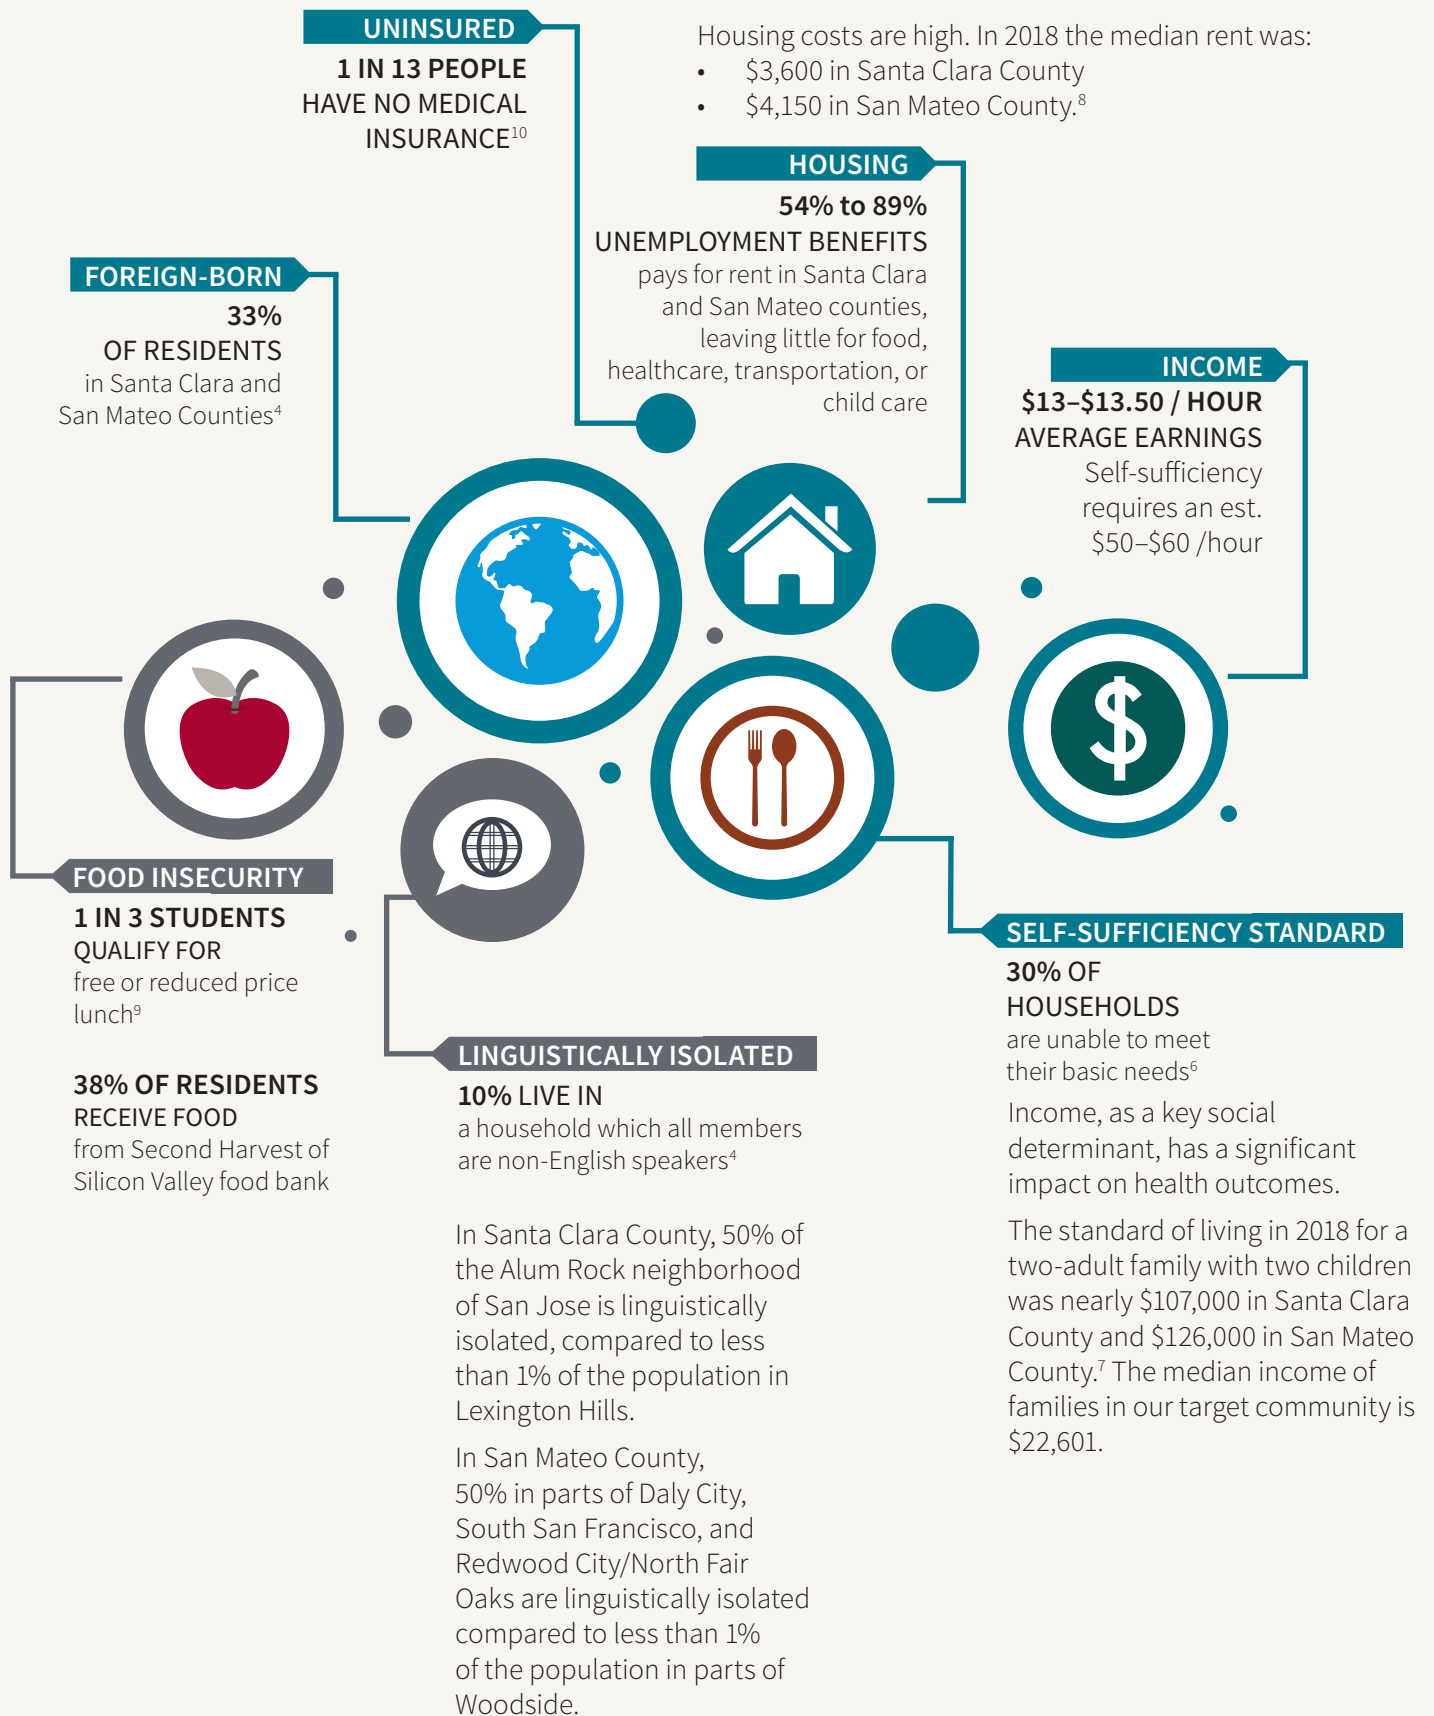 UNINSURED
1 IN 13 PEOPLE
HAVE NO MEDICAL
INSURANCE10
Housing costs are high. In 2018 the median rent was:
• $3,600 in Santa Clara County
• $4,150 in San Mateo County.8
HOUSING
54% to 89%
UNEMPLOYMENT BENEFITS
pays for rent in Santa Clara
and San Mateo counties,
leaving little for food,
healthcare, transportation, or
child care
FOREIGN-BORN
33%
OF RESIDENTS
in Santa Clara and
San Mateo Counties4
INCOME
$13–$13.50 / HOUR
AVERAGE EARNINGS
Self-sufficiency
requires an est.
$50–$60 /hour
$
FOOD INSECURITY
1 IN 3 STUDENTS
QUALIFY FOR
free or reduced price
lunch9
38% OF RESIDENTS
RECEIVE FOOD
from Second Harvest of
Silicon Valley food bank
LINGUISTICALLY ISOLATED
10% LIVE IN
a household which all members
are non-English speakers4
In Santa Clara County, 50% of
the Alum Rock neighborhood
of San Jose is linguistically
isolated, compared to less
than 1% of the population in
Lexington Hills.
In San Mateo County,
50% in parts of Daly City,
South San Francisco, and
Redwood City/North Fair
Oaks are linguistically isolated
compared to less than 1%
of the population in parts of
Woodside.
SELF-SUFFICIENCY STANDARD
30% OF
HOUSEHOLDS
are unable to meet
their basic needs6
Income, as a key social
determinant, has a significant
impact on health outcomes.
The standard of living in 2018 for a
two-adult family with two children
was nearly $107,000 in Santa Clara
County and $126,000 in San Mateo
County.7 The median income of
families in our target community is
$22,601.